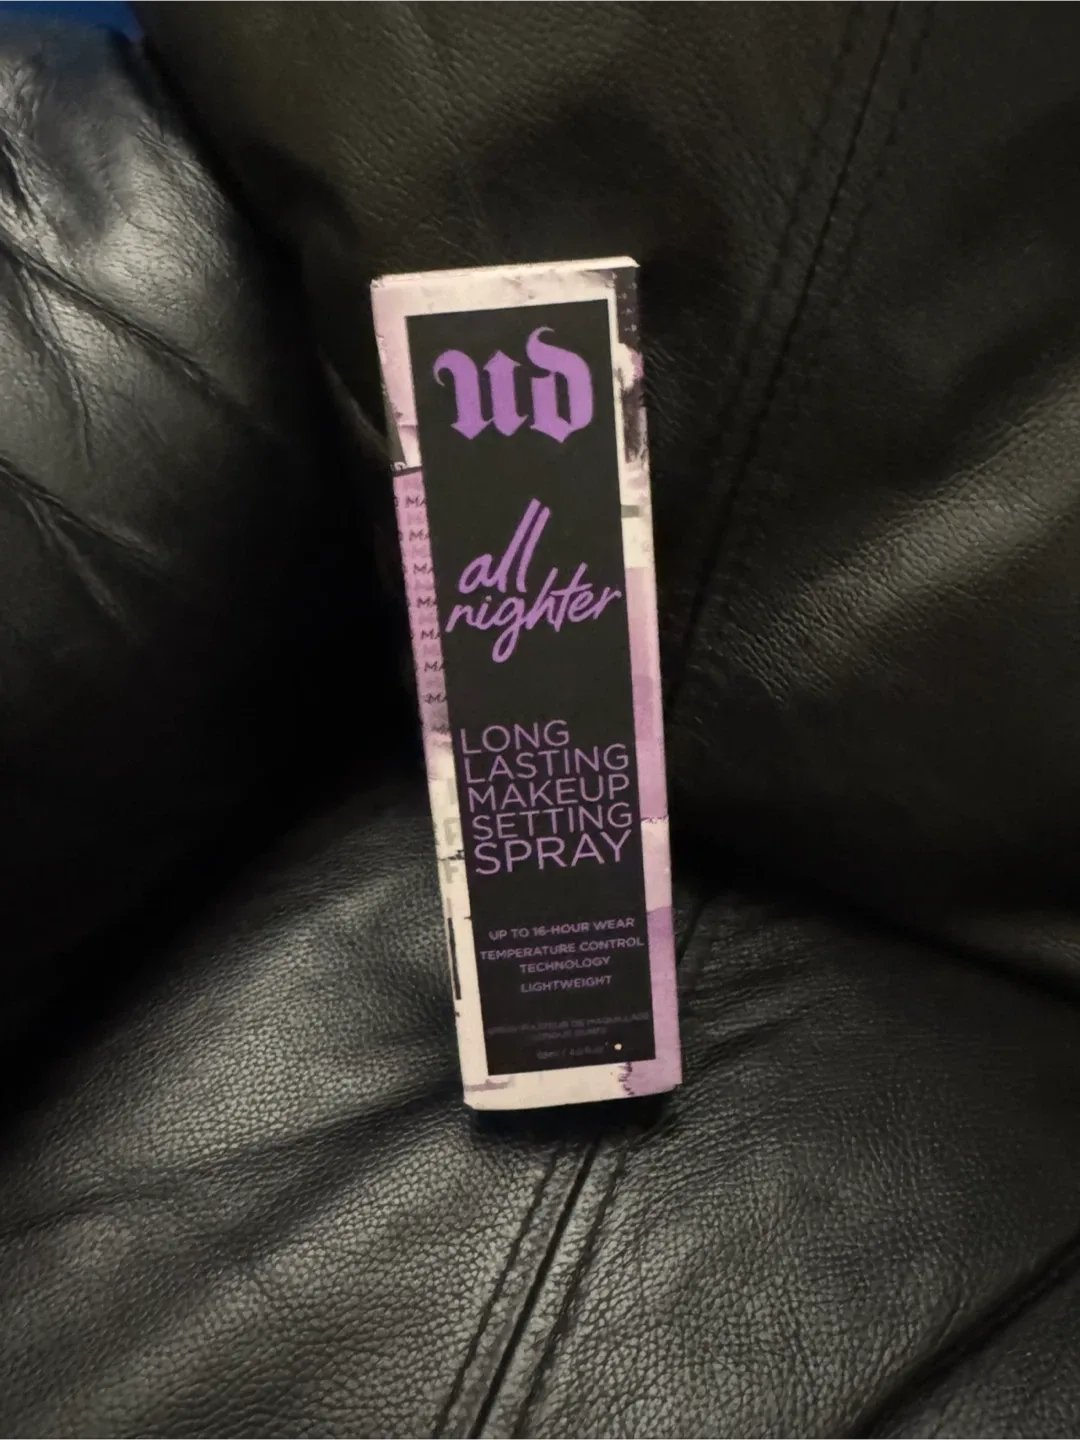 ud
all
nighter
LONG
LASTING
MAKEUP
SETTING
SPRAY
UP TO 16-HOUR WEAR
TEMPERATURE CONTROL
TECHNOLOGY
LIGHTWEIGHT